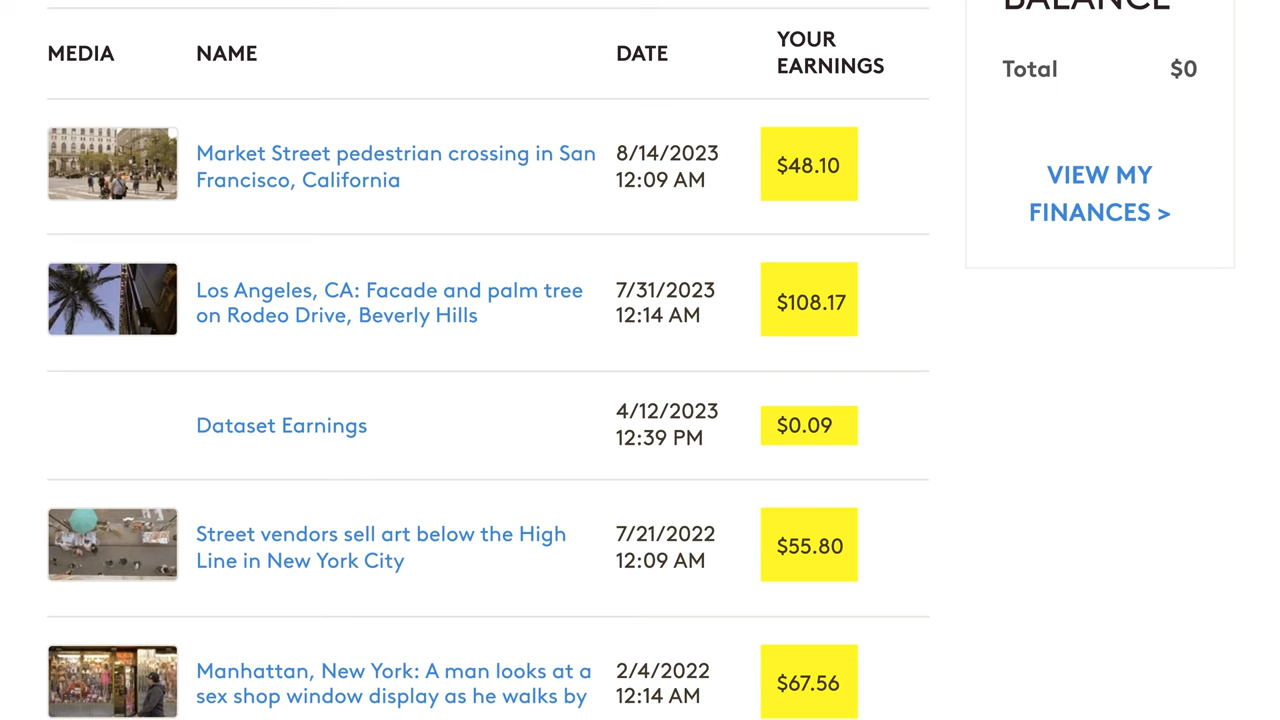 BALANCE
MEDIA
NAME
DATE
YOUR
EARNINGS
Total
$0
Market Street pedestrian crossing in San
Francisco, California
8/14/2023
12:09 AM
$48.10
VIEW MY
FINANCES >
Los Angeles, CA: Facade and palm tree
on Rodeo Drive, Beverly Hills
7/31/2023
12:14 AM
$108.17
Dataset Earnings
4/12/2023
12:39 PM
$0.09
Street vendors sell art below the High
Line in New York City
7/21/2022
12:09 AM
$55.80
Manhattan, New York: A man looks at a
sex shop window display as he walks by
2/4/2022
12:14 AM
$67.56